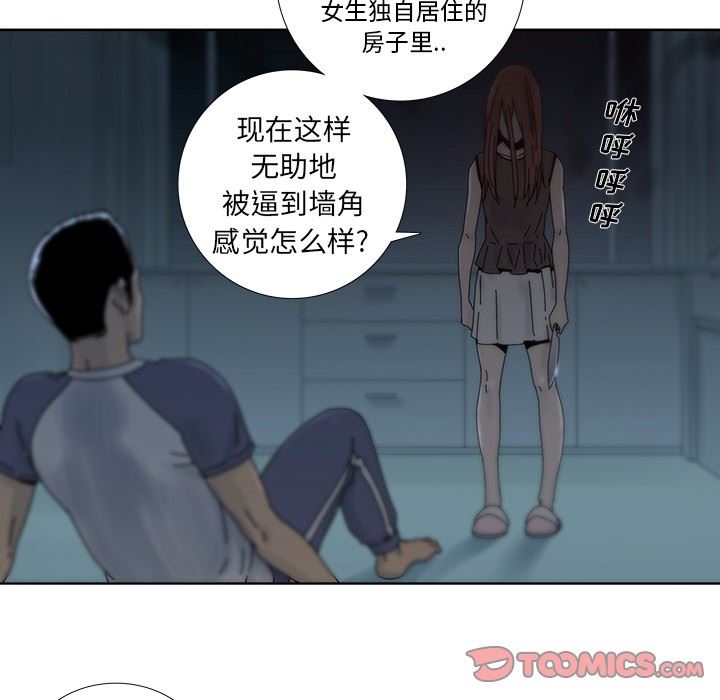 女生独自居住的
房子里..
现在这样
无助地
被逼到墙角
感觉怎么样?
咻
呼
呼
呼
TOOMICS.COM